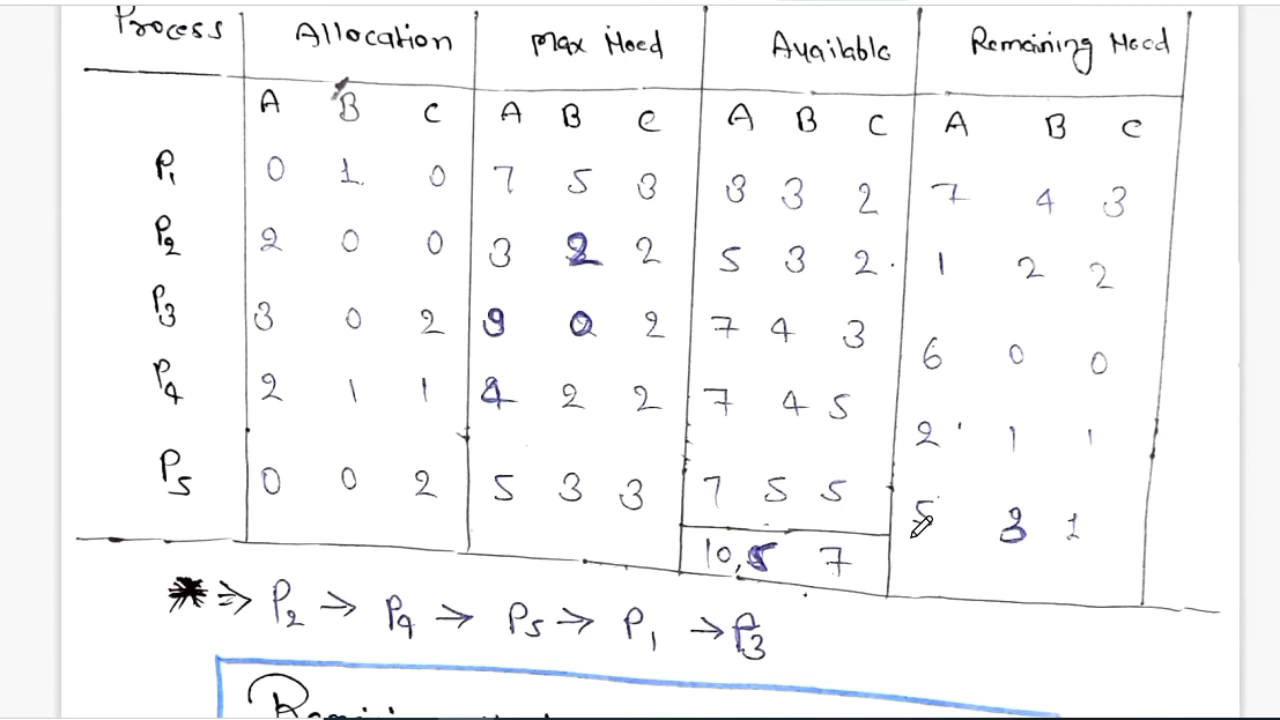 Process Allocation Max Need Available Remaining Need
A B C A B C A B C A B C
P1 0 1 0 7 5 3 3 3 2 7 4 3
P2 2 0 0 3 2 2 5 3 2 1 2 2
P3 3 0 2 9 0 2 7 4 3 6 0 0
P4 2 1 1 4 2 2 7 4 5 2 1 1
P5 0 0 2 5 3 3 7 5 5 5 3 1
10, 5 7
⇒ P2 → P4 → P5 → P1 → P3